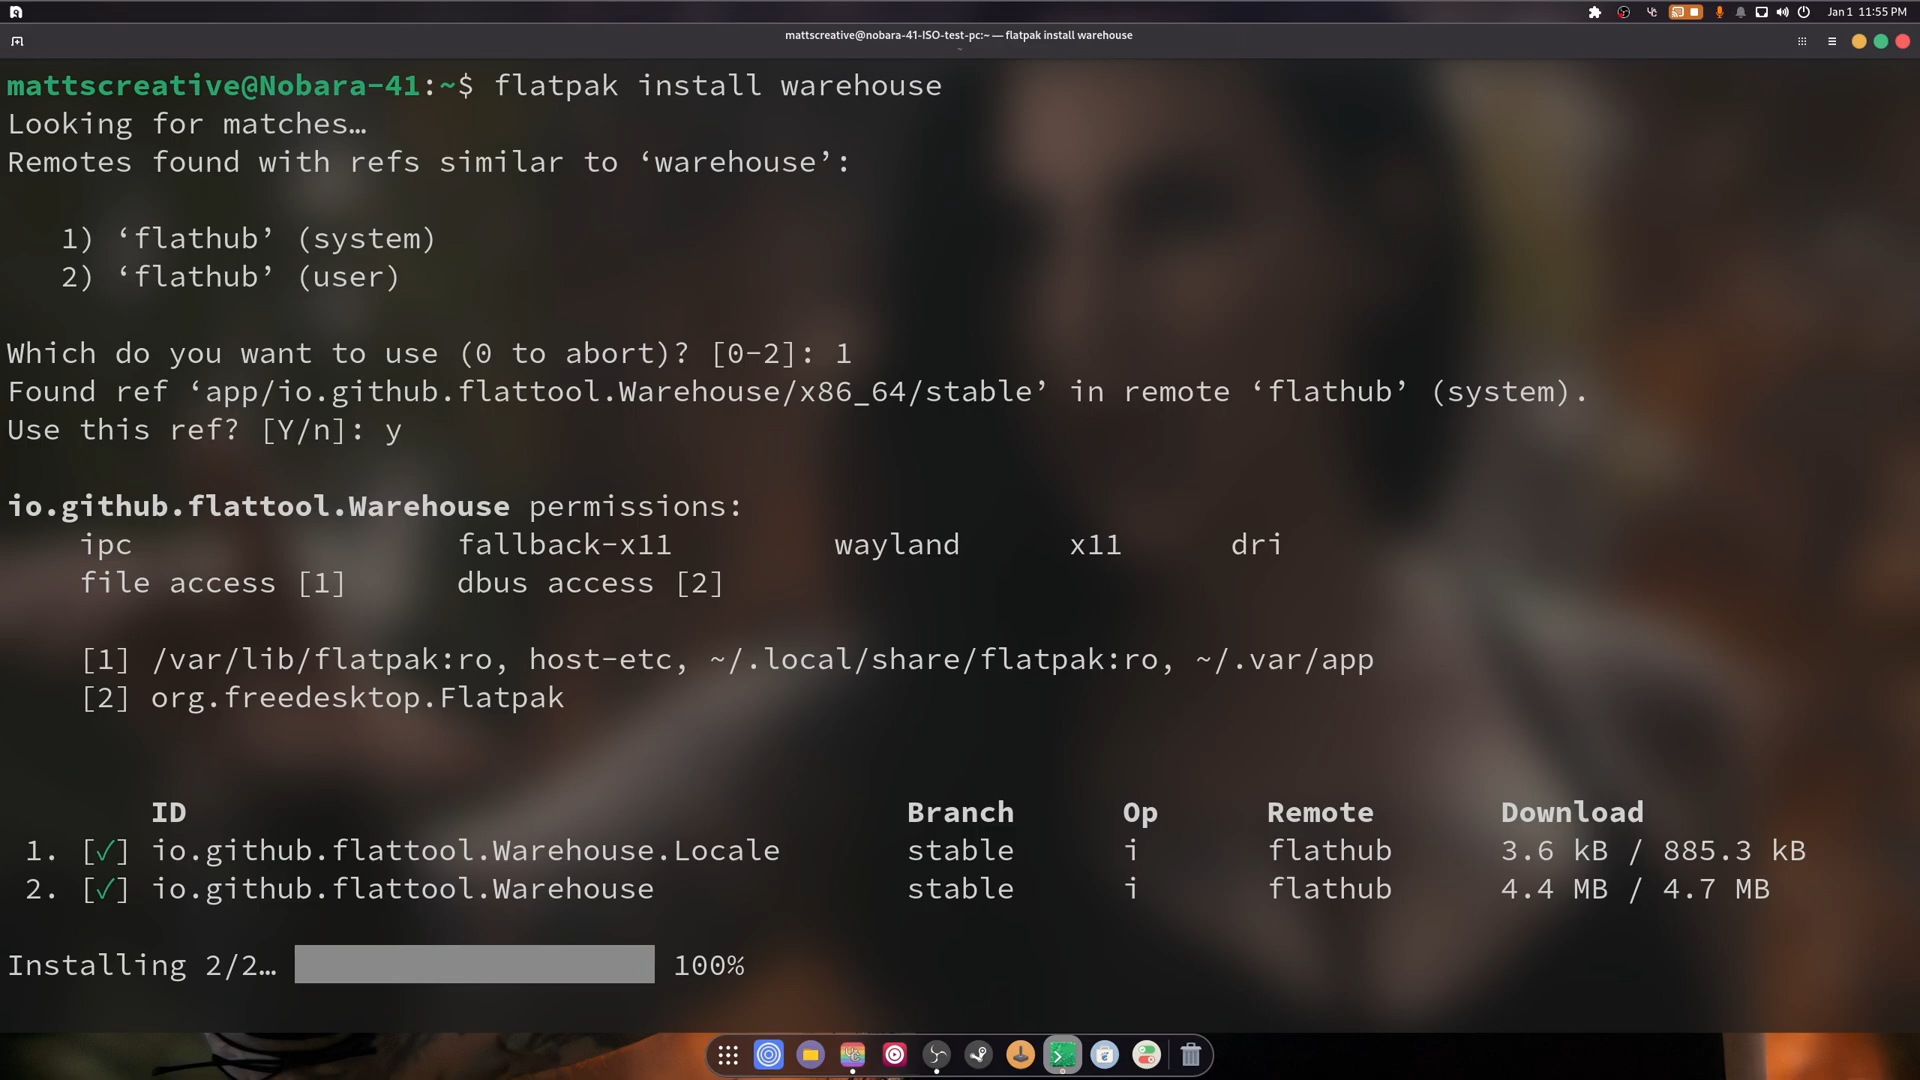 Jan 1 11:55 PM
mattscreative@nobara-41-ISO-test-pc:~ — flatpak install warehouse
~
mattscreative@Nobara-41:~$ flatpak install warehouse
Looking for matches…
Remotes found with refs similar to ‘warehouse’:
1) ‘flathub’ (system)
2) ‘flathub’ (user)
Which do you want to use (0 to abort)? [0-2]: 1
Found ref ‘app/io.github.flattool.Warehouse/x86_64/stable’ in remote ‘flathub’ (system).
Use this ref? [Y/n]: y
io.github.flattool.Warehouse permissions:
ipc fallback-x11 wayland x11 dri
file access [1] dbus access [2]
[1] /var/lib/flatpak:ro, host-etc, ~/.local/share/flatpak:ro, ~/.var/app
[2] org.freedesktop.Flatpak
ID Branch Op Remote Download
1. [✓] io.github.flattool.Warehouse.Locale stable i flathub 3.6 kB / 885.3 kB
2. [✓] io.github.flattool.Warehouse stable i flathub 4.4 MB / 4.7 MB
Installing 2/2… 100%